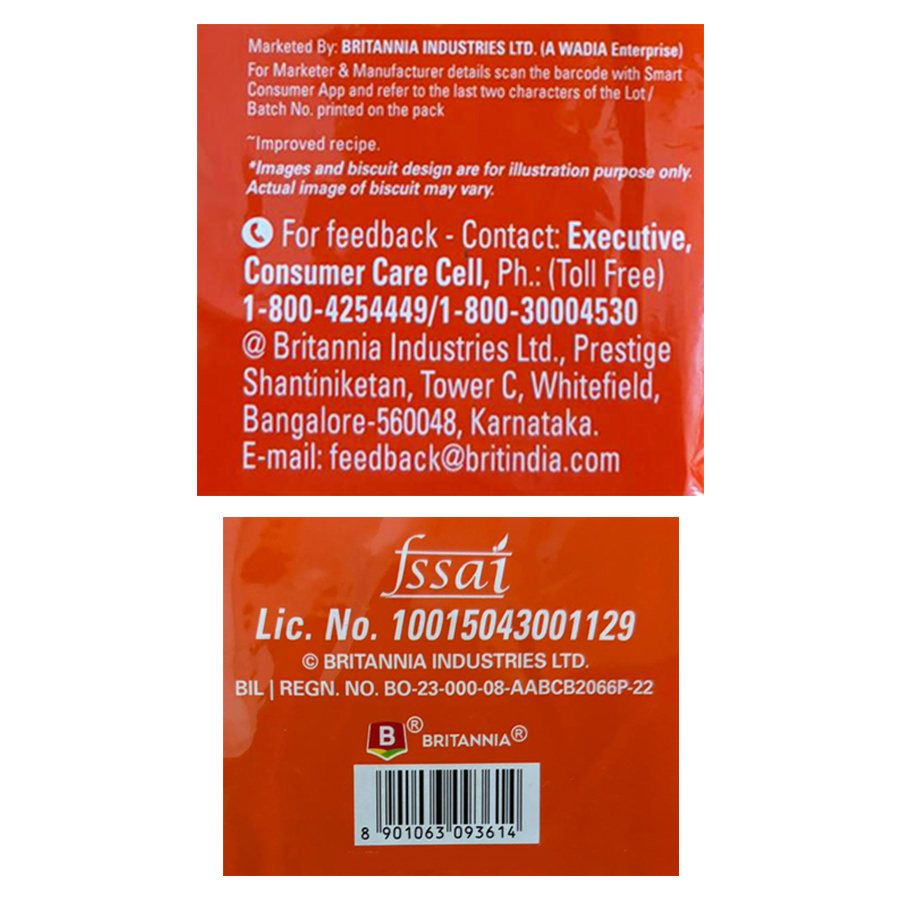 Marketed By: BRITANNIA INDUSTRIES LTD. (A WADIA Enterprise)
For Marketer & Manufacturer details scan the barcode with Smart
Consumer App and refer to the last two characters of the Lot/
Batch No. printed on the pack
~Improved recipe.
*Images and biscuit design are for illustration purpose only.
Actual image of biscuit may vary.
For feedback - Contact: Executive,
Consumer Care Cell, Ph.: (Toll Free)
1-800-4254449/1-800-30004530
@ Britannia Industries Ltd., Prestige
Shantiniketan, Tower C, Whitefield,
Bangalore-560048, Karnataka.
E-mail: feedback@britindia.com
fssai
Lic. No. 10015043001129
© BRITANNIA INDUSTRIES LTD.
BIL | REGN. NO. BO-23-000-08-AABCB2066P-22
B® BRITANNIA®
8 901063 093614